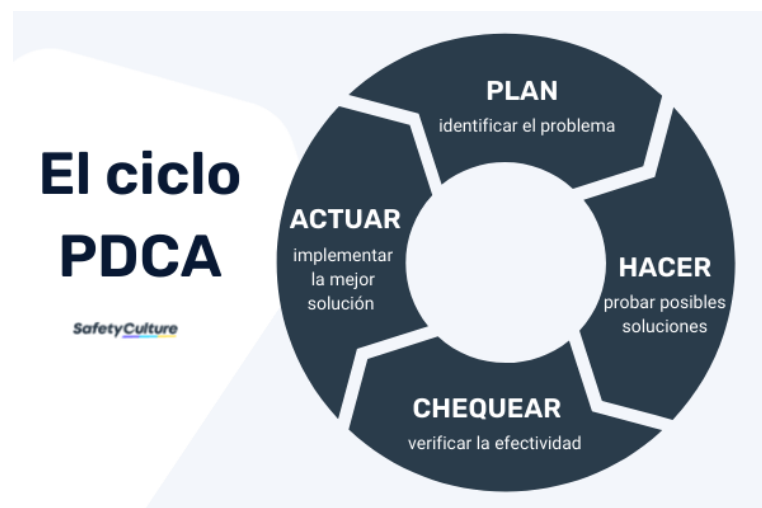 El ciclo
PDCA
SafetyCulture
PLAN
identificar el problema
HACER
probar posibles
soluciones
CHEQUEAR
verificar la efectividad
ACTUAR
implementar
la mejor
solución